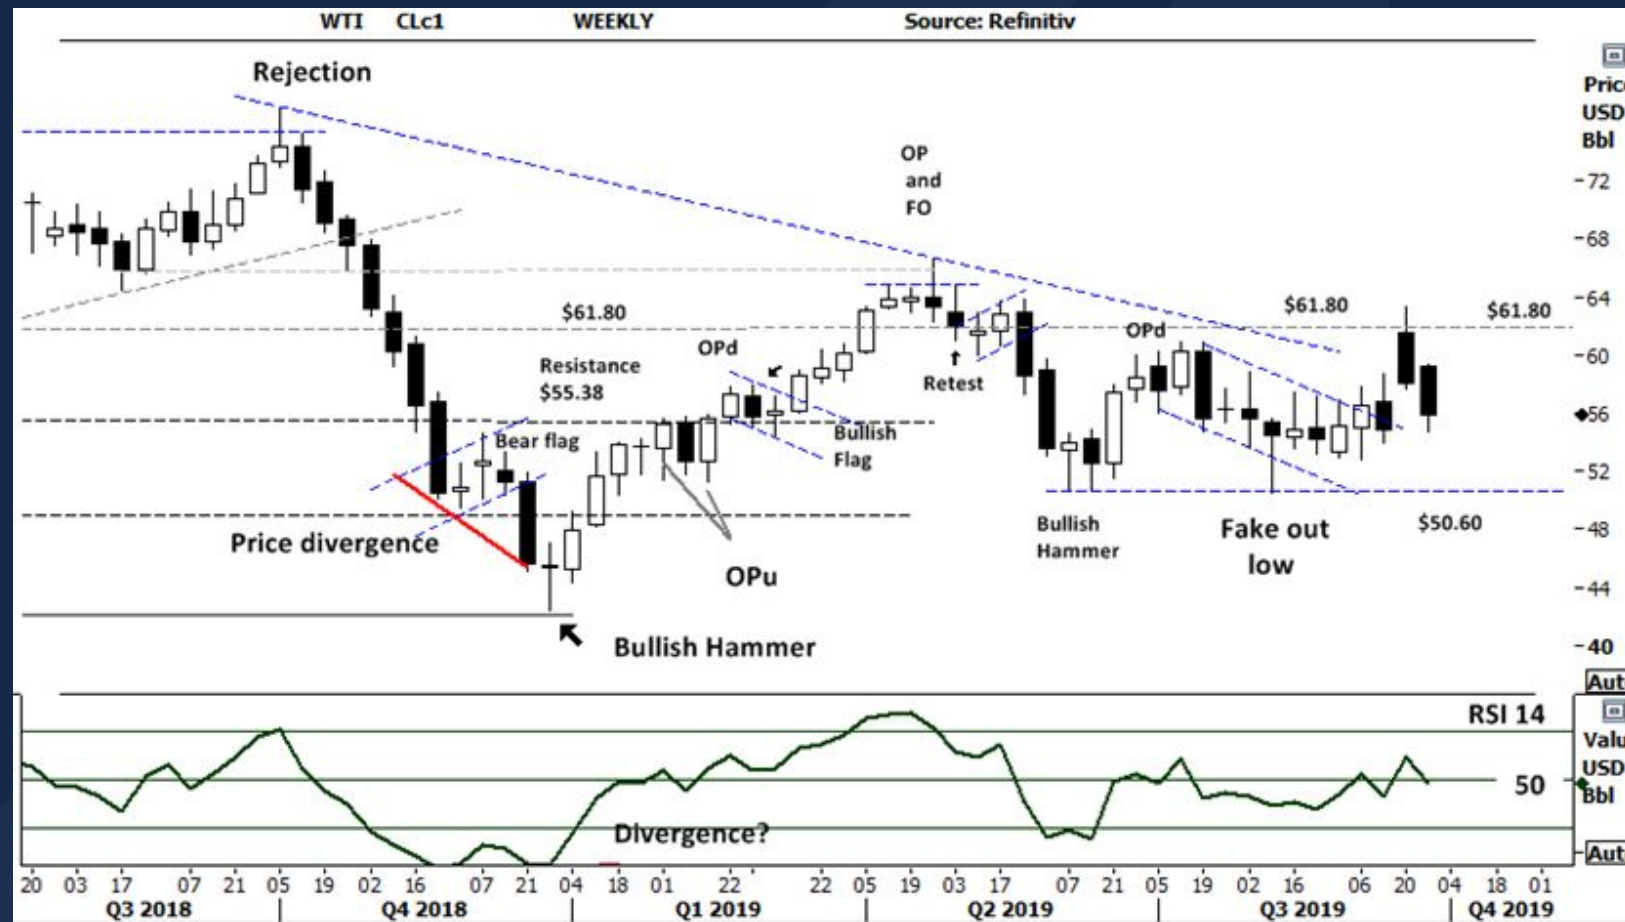 WTI CLc1 WEEKLY Source: Refinitiv
Rejection
Pric
USD
Bbl
OP
and
FO
72
68
64
$61.80
$61.80
$61.80
OPd
OPd
60
Resistance
$55.38
Retest
56
Bear flag
Bullish
Flag
52
Price divergence
Bullish
Hammer
Fake out
low
$50.60
48
OPu
44
Bullish Hammer
40
Aut
RSI 14
Valu
USD
Bbl
50
Divergence?
Aut
20 03 17 07 21 05 19 02 16 07 21 04 18 01 22 22 05 19 03 17 07 21 05 19 02 16 06 20 04 18 01
Q3 2018 Q4 2018 Q1 2019 Q2 2019 Q3 2019 Q4 2019